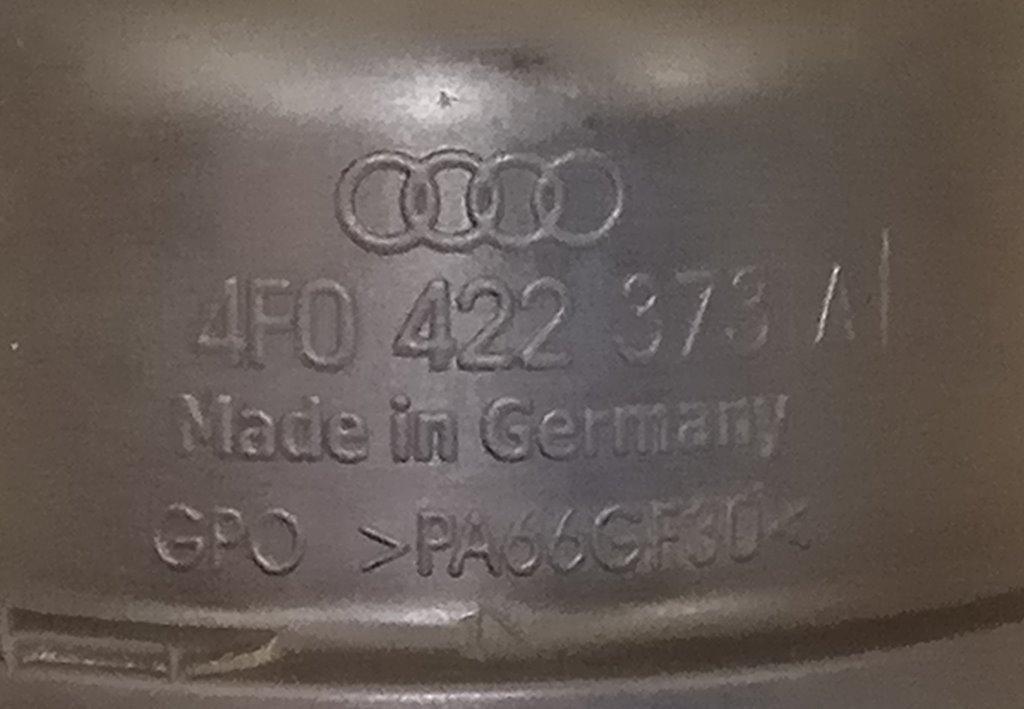 4F0 422 373 A
Made in Germany
GPO >PA66GF30<